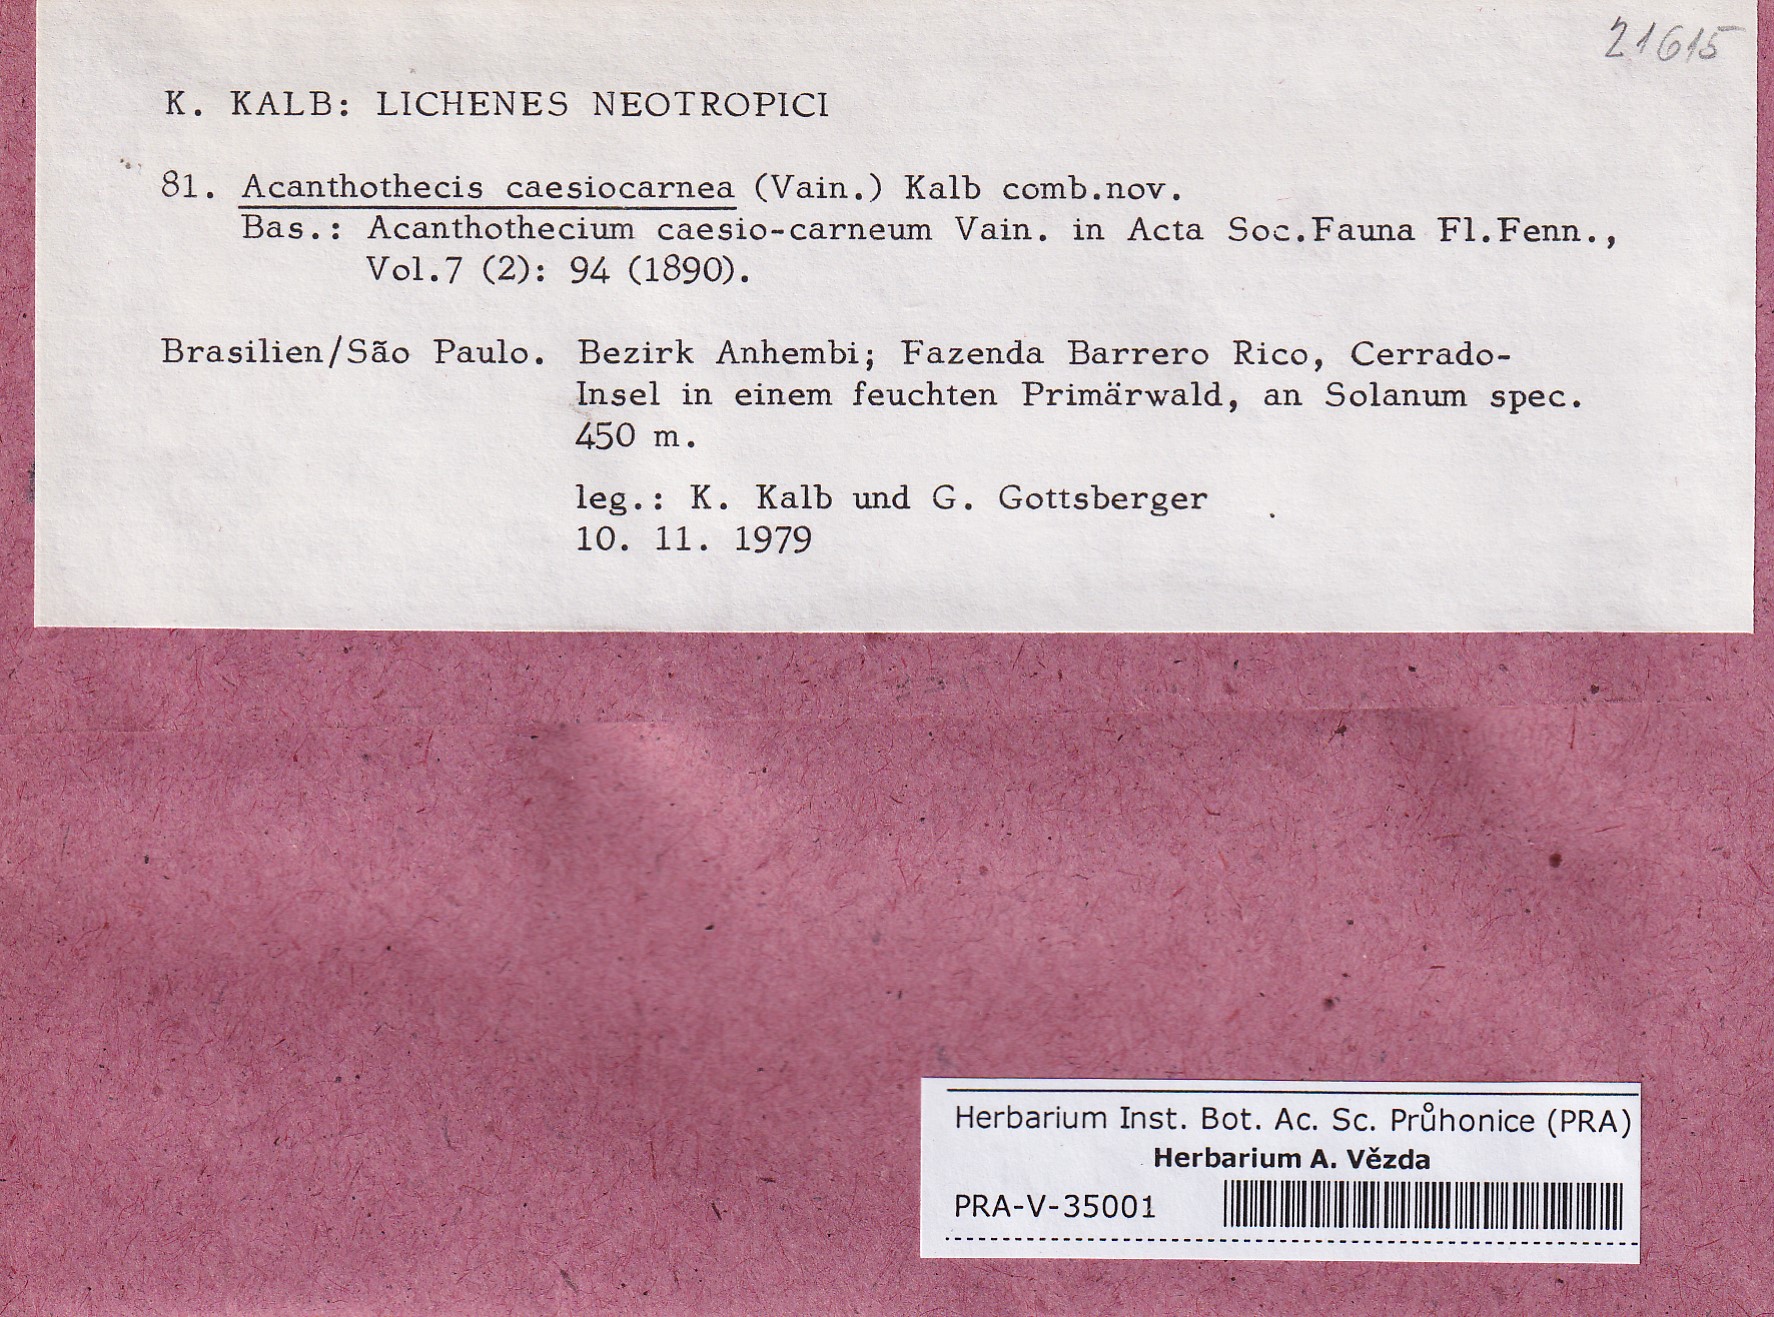 21615
K. KALB: LICHENES NEOTROPICI
81. Acanthothecis caesiocarnea (Vain.) Kalb comb.nov.
Bas.: Acanthothecium caesio-carneum Vain. in Acta Soc.Fauna Fl.Fenn.,
Vol.7 (2): 94 (1890).
Brasilien/São Paulo. Bezirk Anhembi; Fazenda Barrero Rico, Cerrado-
Insel in einem feuchten Primärwald, an Solanum spec.
450 m.
leg.: K. Kalb und G. Gottsberger
10. 11. 1979
Herbarium Inst. Bot. Ac. Sc. Průhonice (PRA)
Herbarium A. Vězda
PRA-V-35001